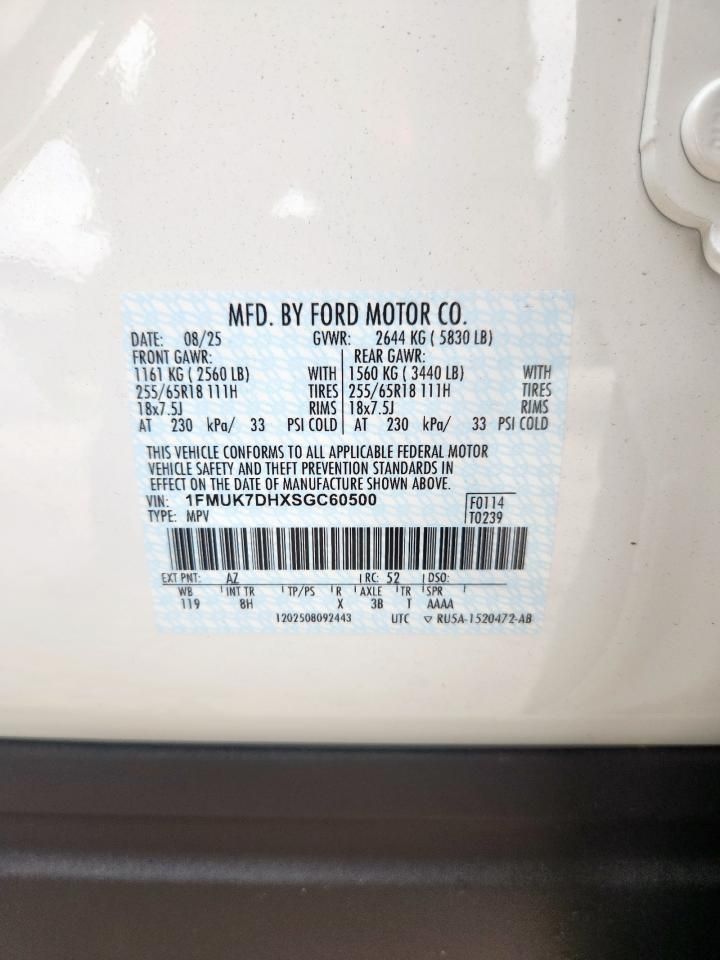 MFD. BY FORD MOTOR CO.
DATE: 08/25 GVWR: 2644 KG ( 5830 LB)
FRONT GAWR: REAR GAWR:
1161 KG ( 2560 LB) WITH 1560 KG ( 3440 LB) WITH
255/65R18 111H TIRES 255/65R18 111H TIRES
18x7.5J RIMS 18x7.5J RIMS
AT 230 kPa/ 33 PSI COLD AT 230 kPa/ 33 PSI COLD
THIS VEHICLE CONFORMS TO ALL APPLICABLE FEDERAL MOTOR
VEHICLE SAFETY AND THEFT PREVENTION STANDARDS IN
EFFECT ON THE DATE OF MANUFACTURE SHOWN ABOVE.
VIN: 1FMUK7DHXSGC60500 F0114
TYPE: MPV T0239
EXT PNT: AZ RC: 52 DSO:
WB INT TR TP/PS R AXLE TR SPR
119 8H X 3B T AAAA
1202508092443 UTC ▽ RU5A-1520472-AB